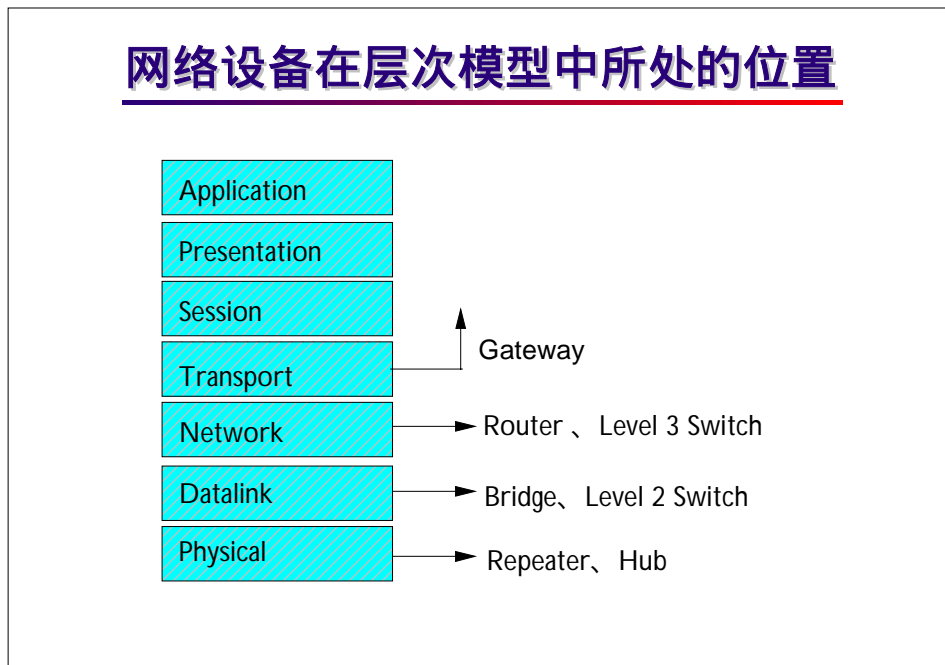 网络设备在层次模型中所处的位置
Application
Presentation
Session
Gateway
Transport
Network
Router 、Level 3 Switch
Datalink
Bridge、Level 2 Switch
Physical
Repeater、Hub